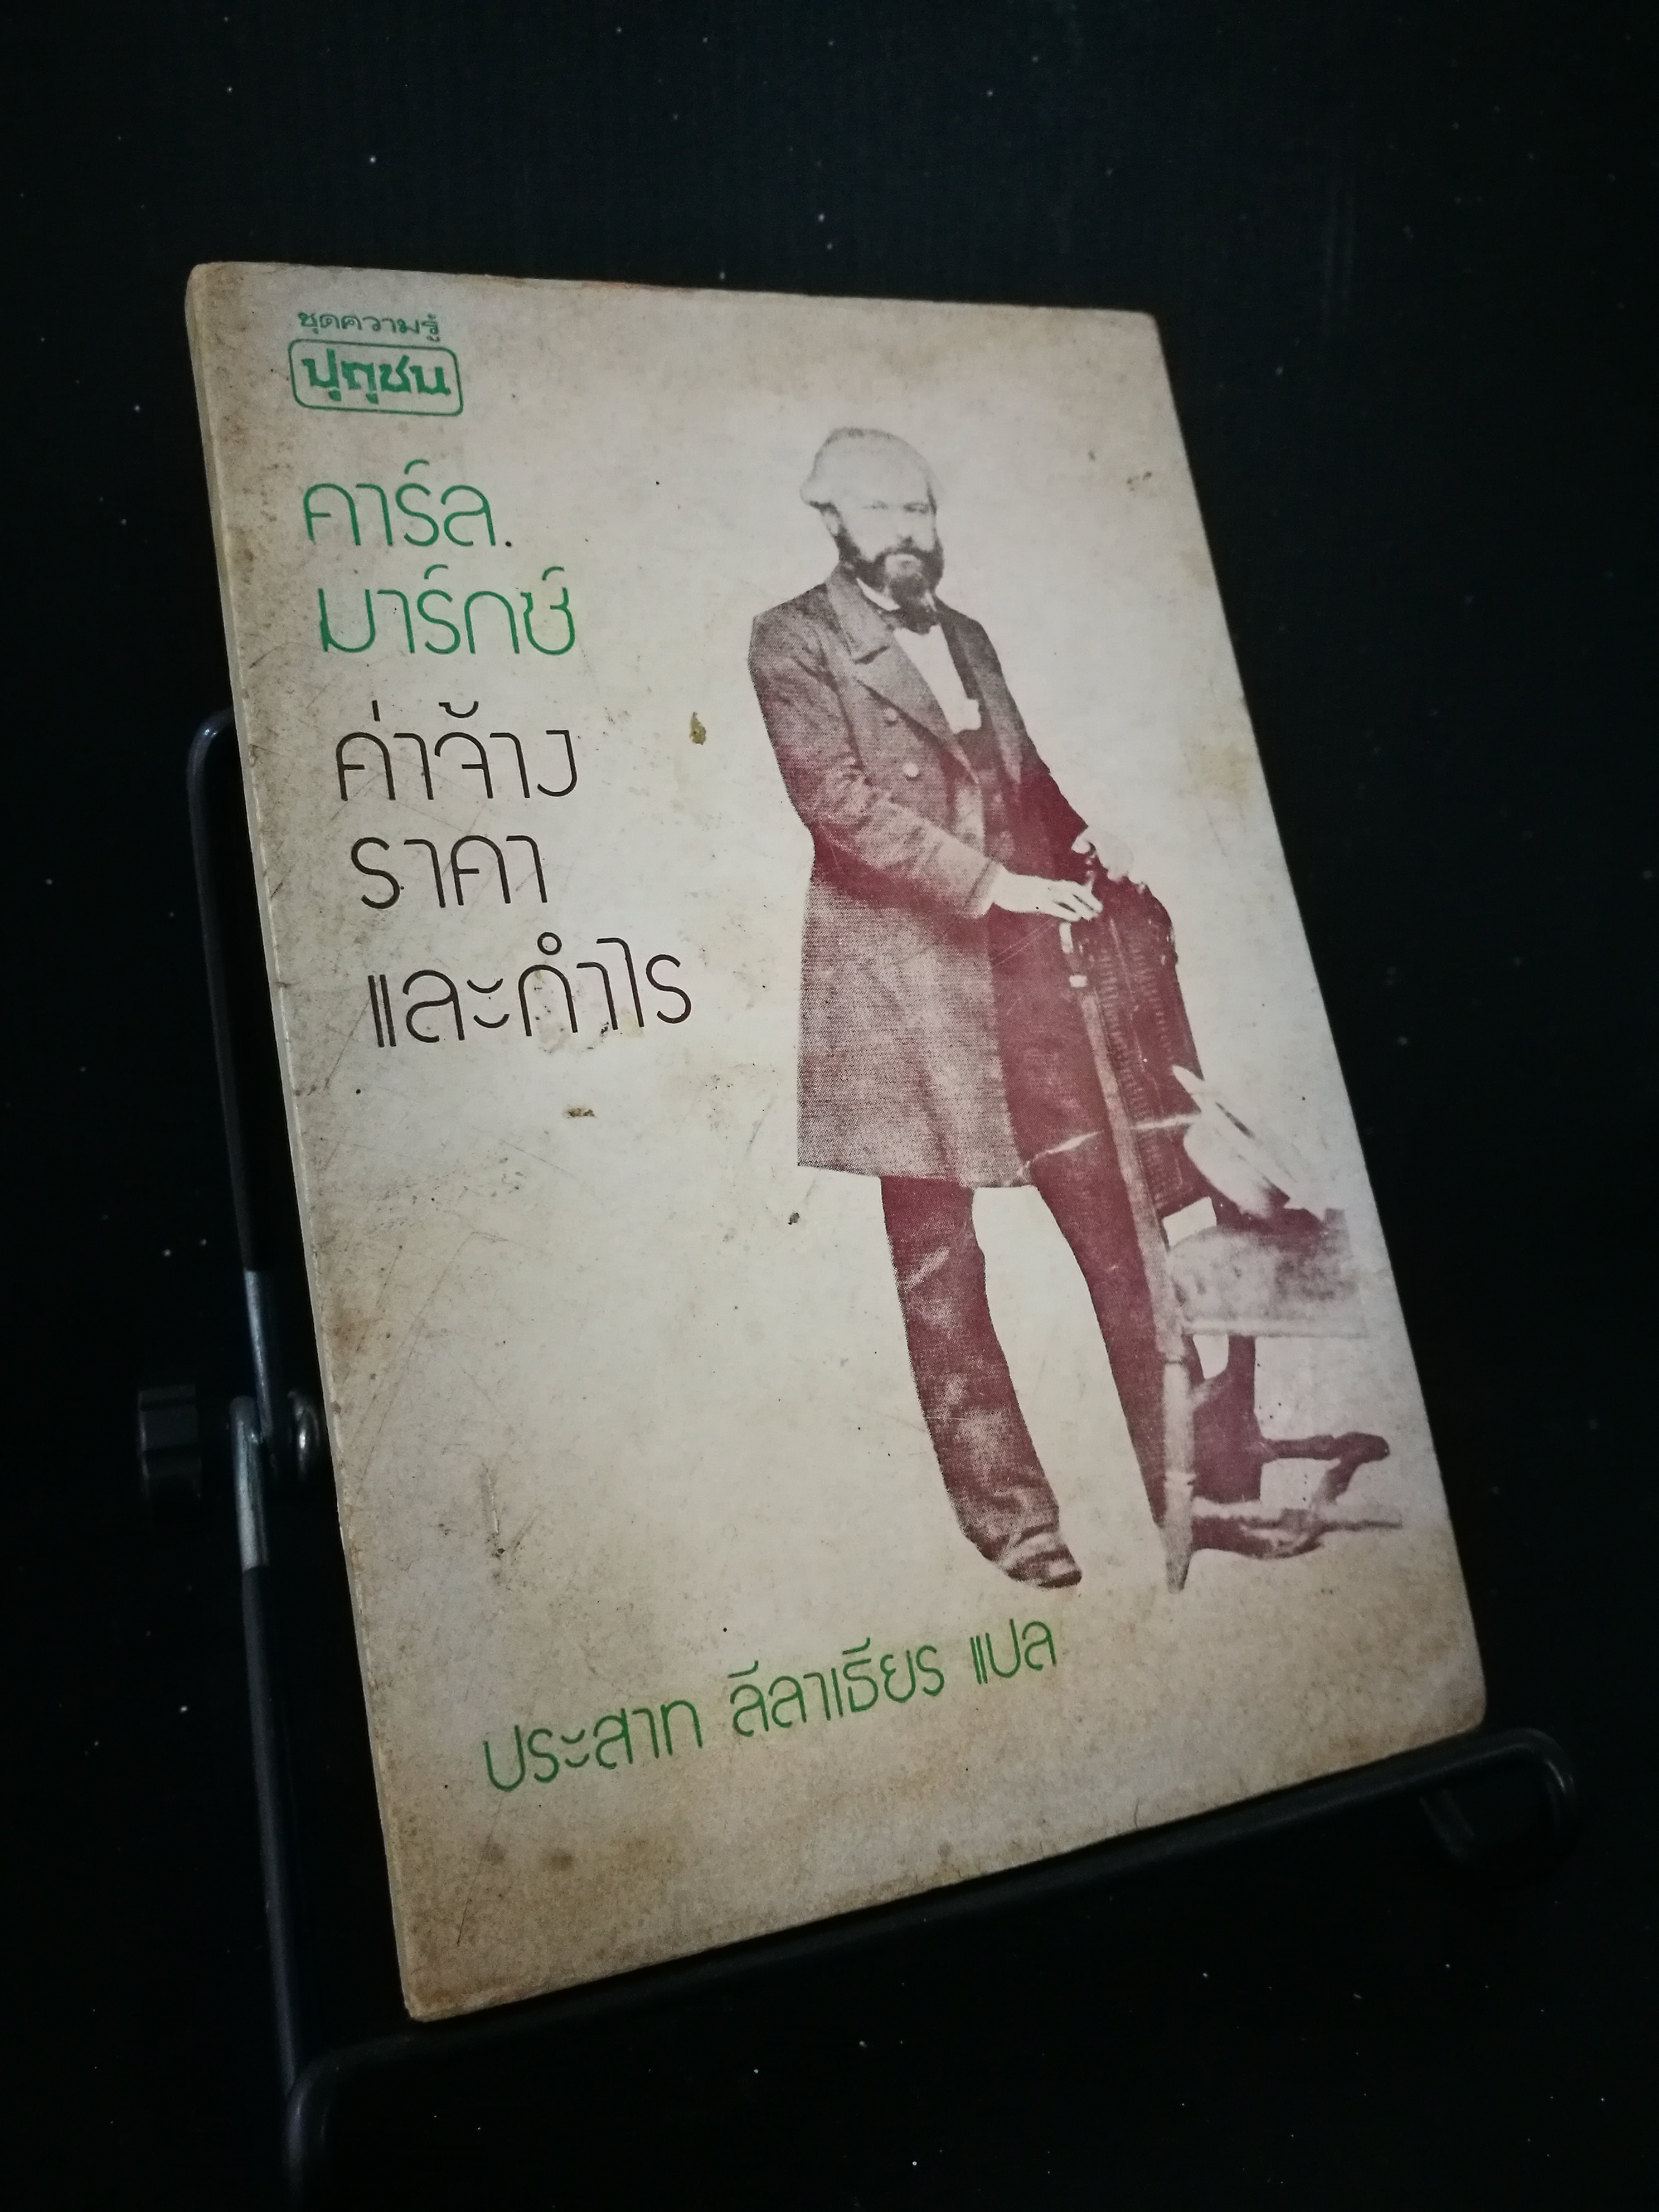 ชุดความรู้
ปุถุชน
คาร์ล
มาร์กซ์
ค่าจ้าง
ราคา
และกำไร
ประสาท ลีลาเธียร แปล